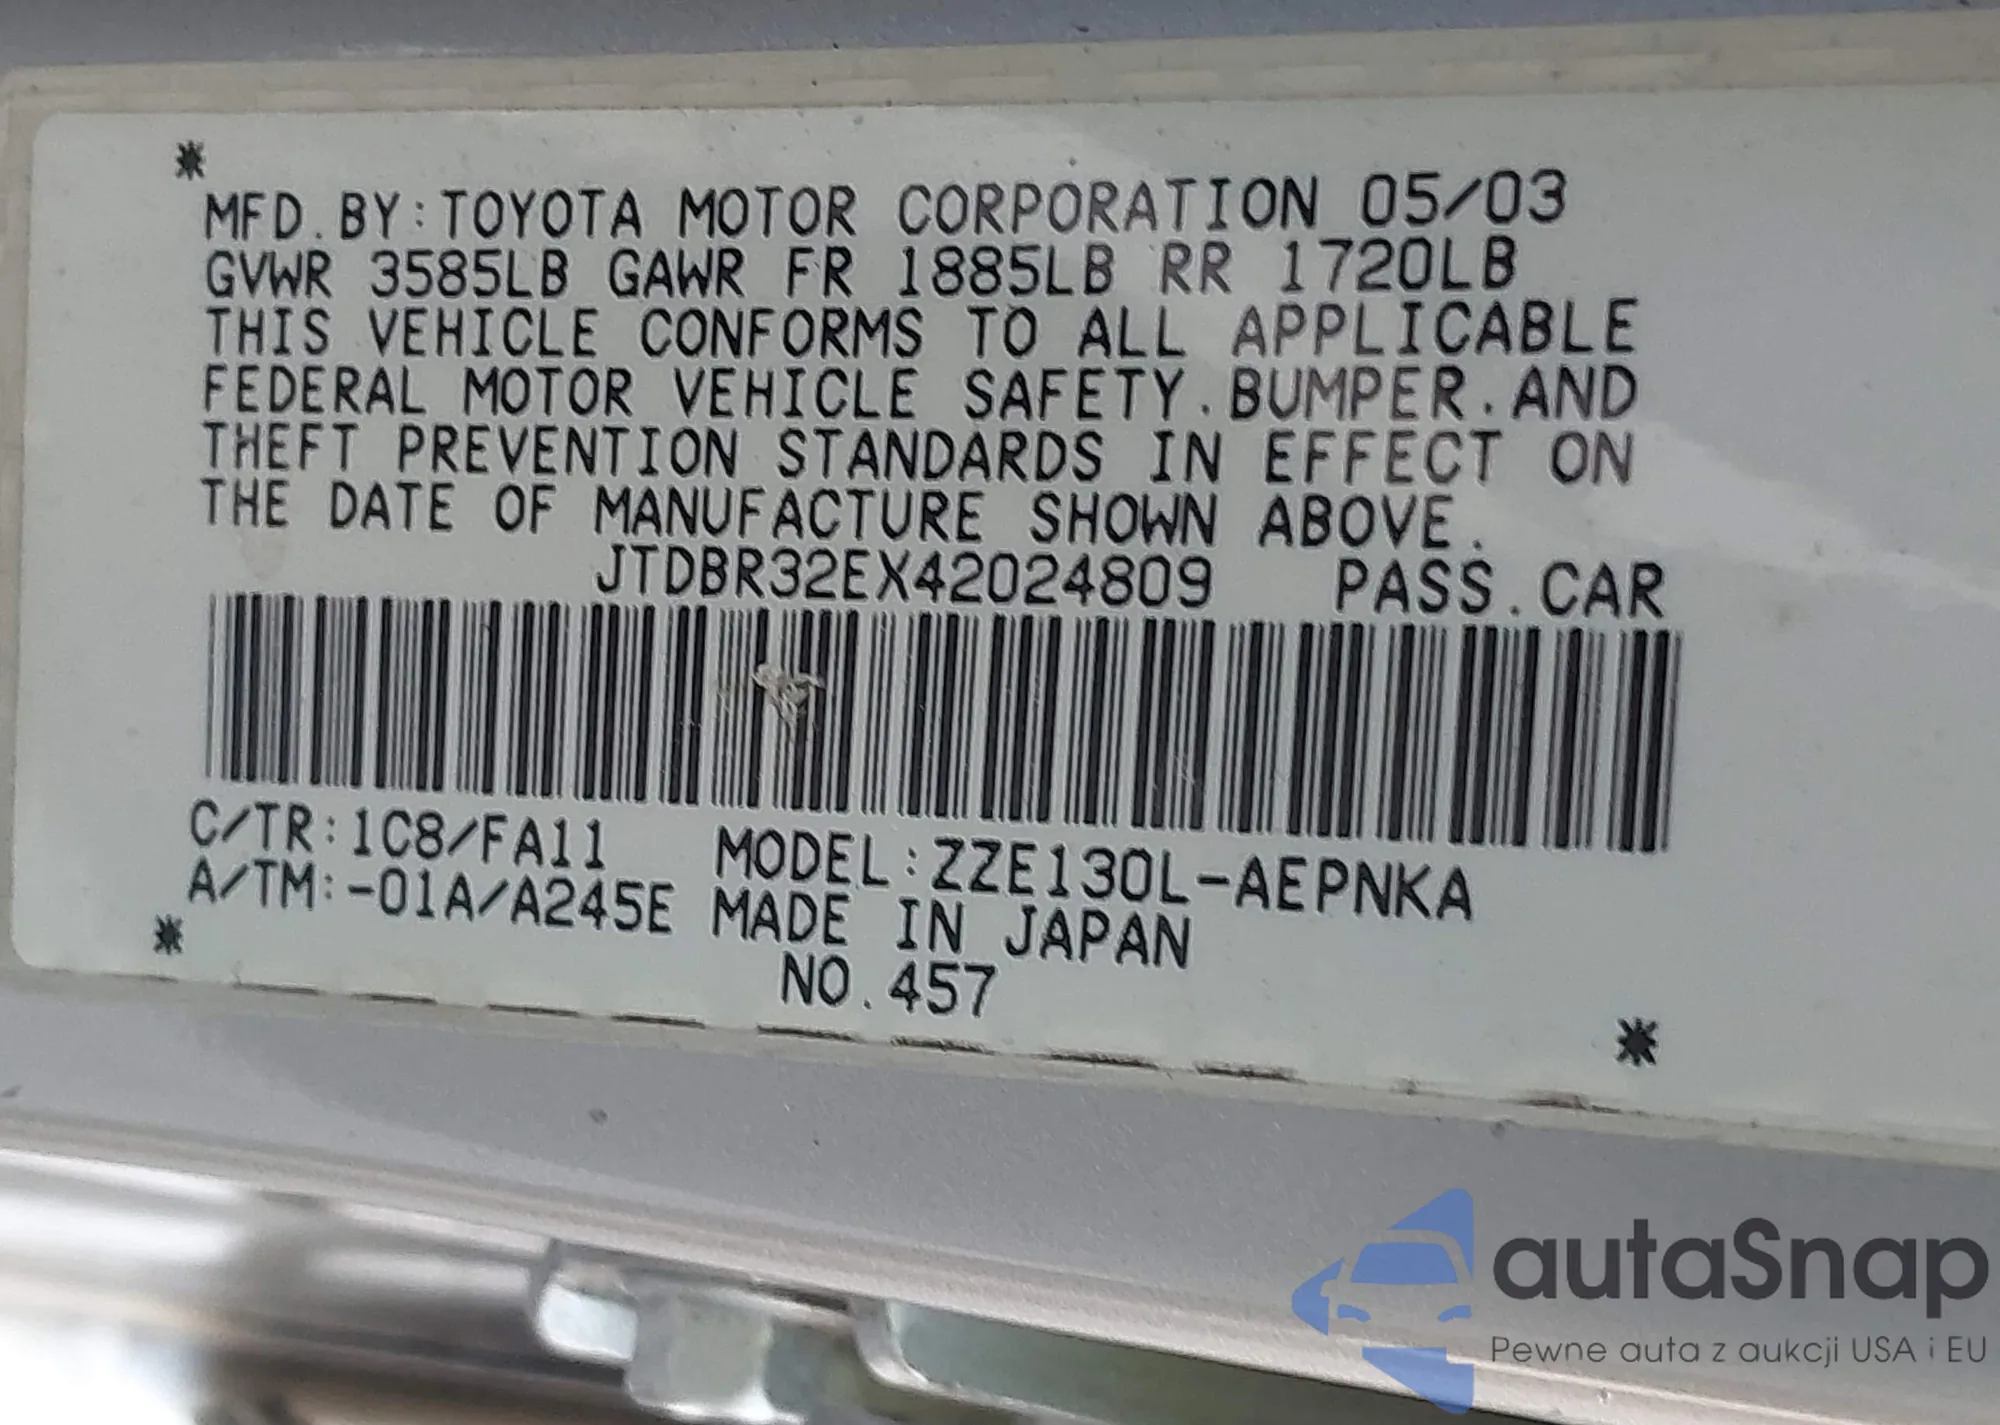 *
MFD.BY:TOYOTA MOTOR CORPORATION 05/03
GVWR 3585LB GAWR FR 1885LB RR 1720LB
THIS VEHICLE CONFORMS TO ALL APPLICABLE
FEDERAL MOTOR VEHICLE SAFETY.BUMPER.AND
THEFT PREVENTION STANDARDS IN EFFECT ON
THE DATE OF MANUFACTURE SHOWN ABOVE.
JTDBR32EX42024809 PASS.CAR
C/TR:1C8/FA11 MODEL:ZZE130L-AEPNKA
A/TM:-01A/A245E MADE IN JAPAN
* NO.457 *
autaSnap
Pewne auta z aukcji USA i EU